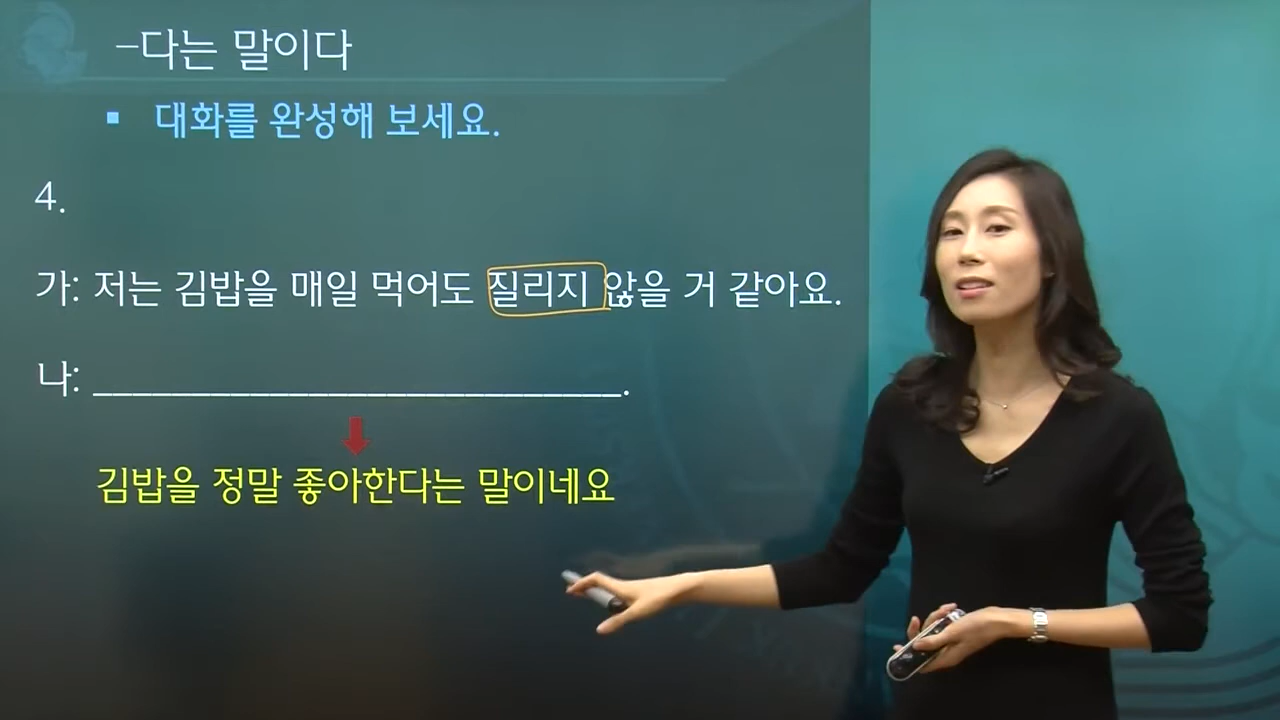 -다는 말이다
▪ 대화를 완성해 보세요.
4.
가: 저는 김밥을 매일 먹어도 질리지 않을 거 같아요.
나: ___________________________.
김밥을 정말 좋아한다는 말이네요